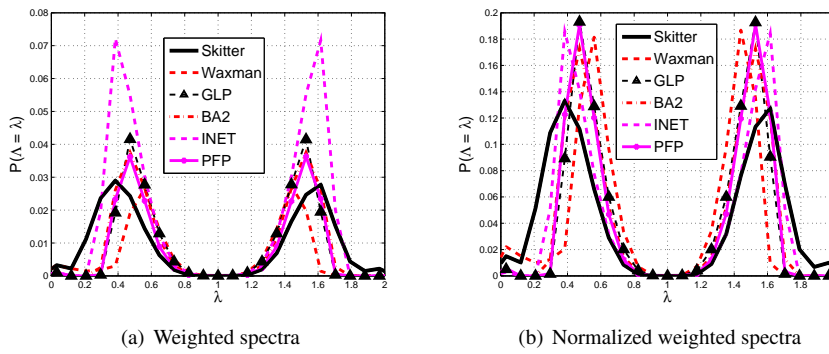 0.08
0.07
0.06
0.05
0.04
0.03
0.02
0.01
0
P(Λ = λ)
0 0.2 0.4 0.6 0.8 1 1.2 1.4 1.6 1.8 2
λ
Skitter
Waxman
GLP
BA2
INET
PFP
(a) Weighted spectra
0.2
0.18
0.16
0.14
0.12
0.1
0.08
0.06
0.04
0.02
P(Λ = λ)
0 0.2 0.4 0.6 0.8 1 1.2 1.4 1.6 1.8
λ
Skitter
Waxman
GLP
BA2
INET
PFP
(b) Normalized weighted spectra